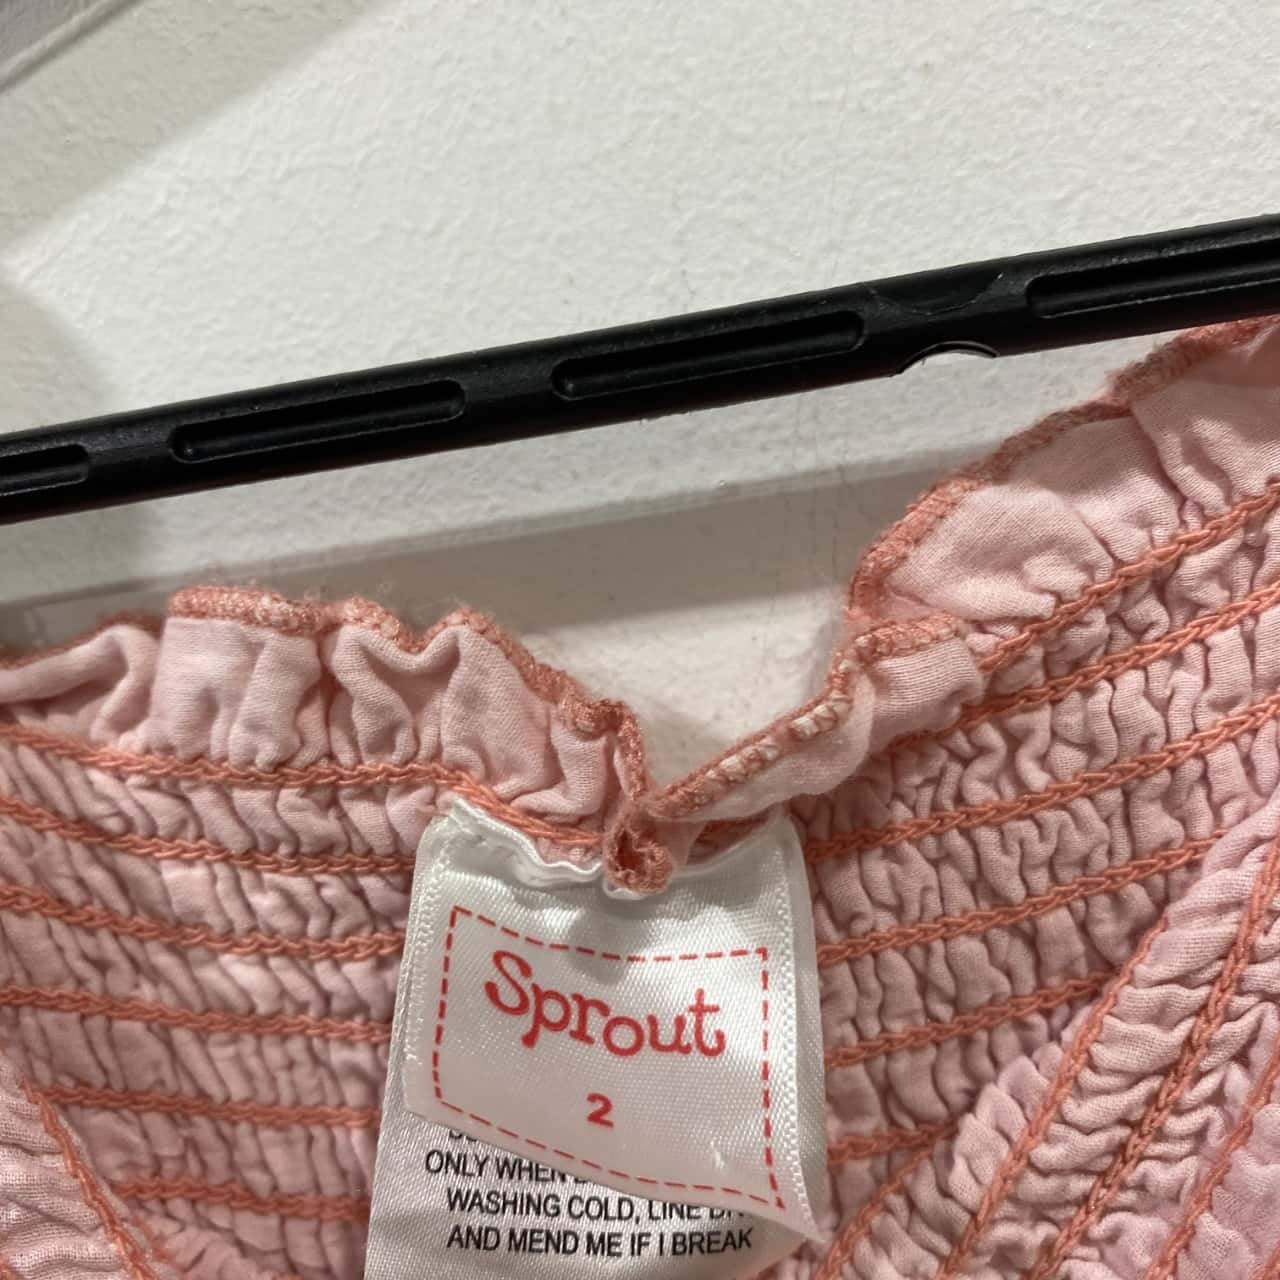 Sprout
2
ONLY WHEN
WASHING COLD, LINE
AND MEND ME IF I BREAK